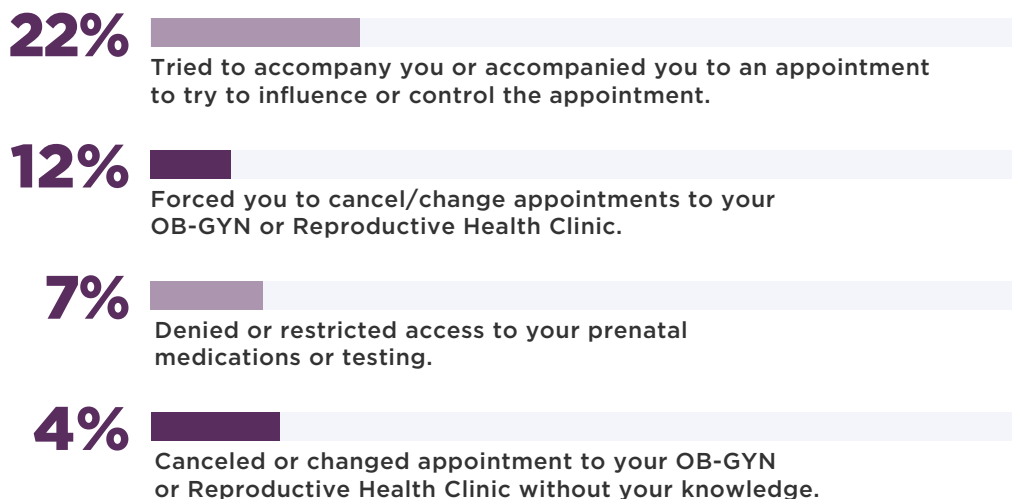 22%
Tried to accompany you or accompanied you to an appointment
to try to influence or control the appointment.
12%
Forced you to cancel/change appointments to your
OB-GYN or Reproductive Health Clinic.
7%
Denied or restricted access to your prenatal
medications or testing.
4%
Canceled or changed appointment to your OB-GYN
or Reproductive Health Clinic without your knowledge.